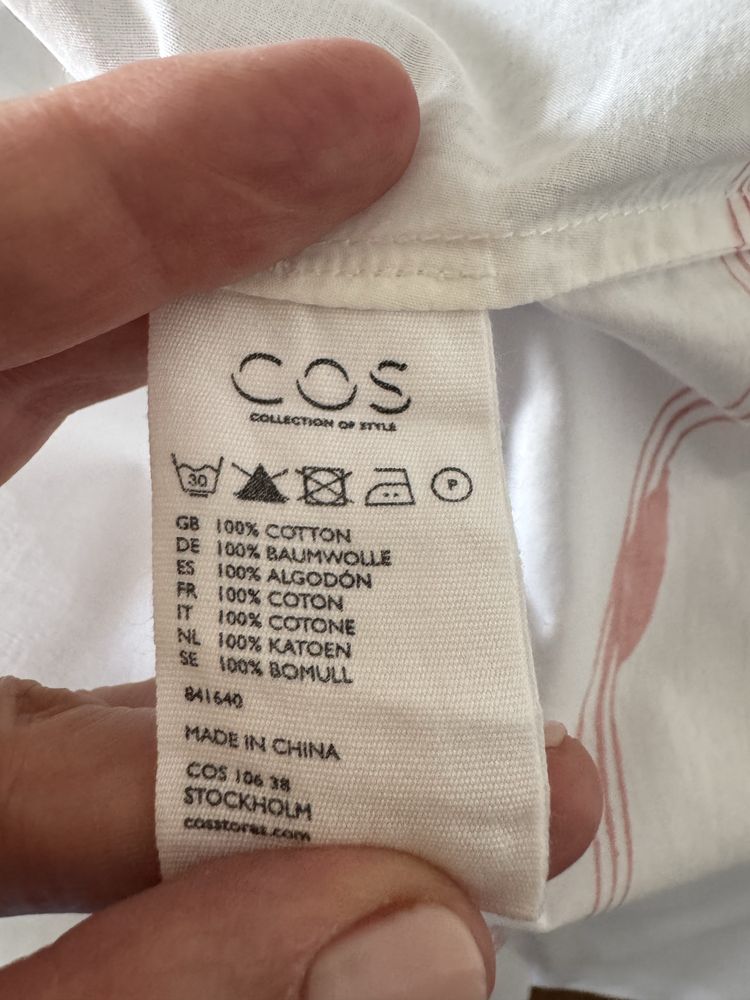 COS
COLLECTION OF STYLE
30 P
GB 100% COTTON
DE 100% BAUMWOLLE
ES 100% ALGODÓN
FR 100% COTON
IT 100% COTONE
NL 100% KATOEN
SE 100% BOMULL
841640
MADE IN CHINA
COS 106 38
STOCKHOLM
cosstores.com